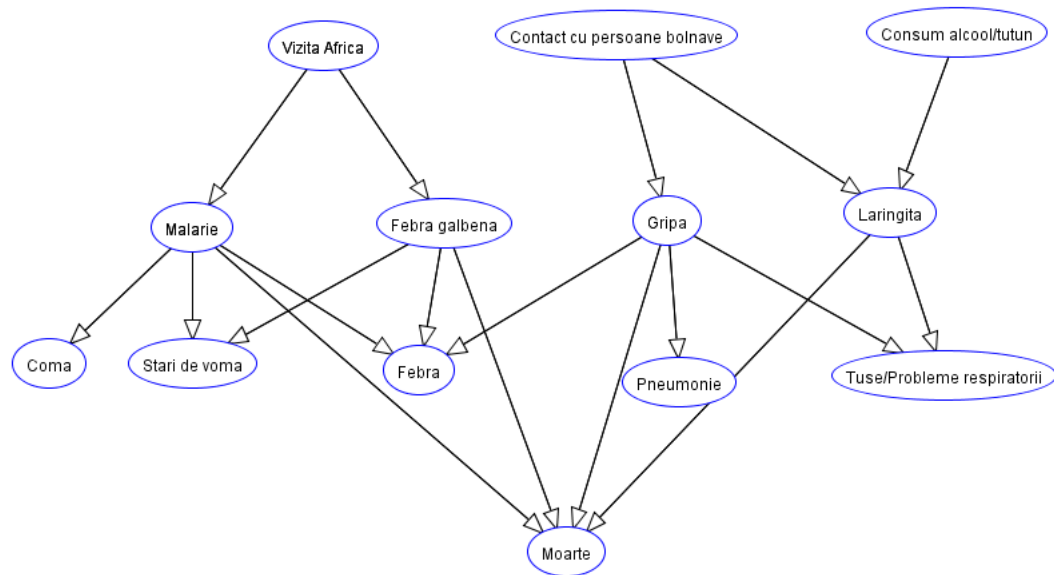 Vizita Africa
Contact cu persoane bolnave
Consum alcool/tutun
Malarie
Febra galbena
Gripa
Laringita
Coma
Stari de voma
Febra
Pneumonie
Tuse/Probleme respiratorii
Moarte